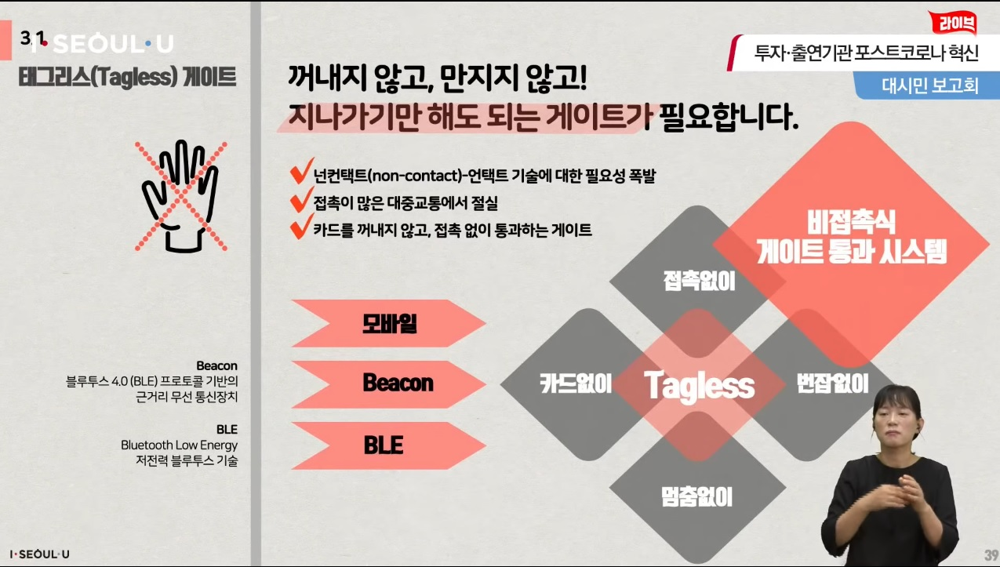 3.1
I·SEOUL·U
태그리스(Tagless) 게이트
라이브
투자·출연기관 포스트코로나 혁신
대시민 보고회
꺼내지 않고, 만지지 않고!
지나가기만 해도 되는 게이트가 필요합니다.
넌컨택트(non-contact)-언택트 기술에 대한 필요성 폭발
접촉이 많은 대중교통에서 절실
카드를 꺼내지 않고, 접촉 없이 통과하는 게이트
비접촉식
게이트 통과 시스템
접촉없이
모바일
Beacon
BLE
카드없이
Tagless
번잡없이
멈춤없이
Beacon
블루투스 4.0 (BLE) 프로토콜 기반의
근거리 무선 통신장치
BLE
Bluetooth Low Energy
저전력 블루투스 기술
I·SEOUL·U
39